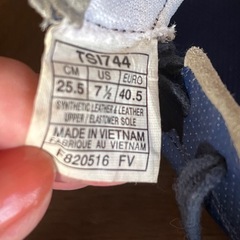 TS1744
CM US EURO
25.5 7½ 40.5
SYNTHETIC LEATHER & LEATHER
UPPER / ELASTOMER SOLE
MADE IN VIETNAM
FABRIQUE AU VIETNAM
F820516 FV